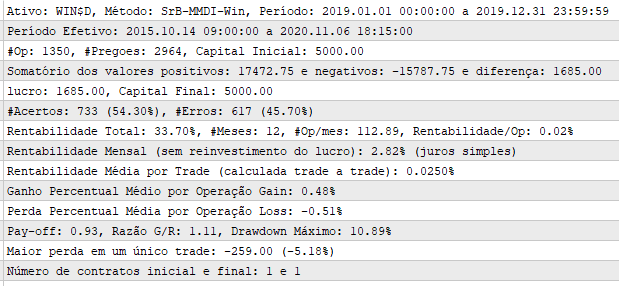 Ativo: WIN$D, Método: SrB-MMDI-Win, Período: 2019.01.01 00:00:00 a 2019.12.31 23:59:59
Período Efetivo: 2015.10.14 09:00:00 a 2020.11.06 18:15:00
#Op: 1350, #Pregoes: 2964, Capital Inicial: 5000.00
Somatório dos valores positivos: 17472.75 e negativos: -15787.75 e diferença: 1685.00
lucro: 1685.00, Capital Final: 5000.00
#Acertos: 733 (54.30%), #Erros: 617 (45.70%)
Rentabilidade Total: 33.70%, #Meses: 12, #Op/mes: 112.89, Rentabilidade/Op: 0.02%
Rentabilidade Mensal (sem reinvestimento do lucro): 2.82% (juros simples)
Rentabilidade Média por Trade (calculada trade a trade): 0.0250%
Ganho Percentual Médio por Operação Gain: 0.48%
Perda Percentual Média por Operação Loss: -0.51%
Pay-off: 0.93, Razão G/R: 1.11, Drawdown Máximo: 10.89%
Maior perda em um único trade: -259.00 (-5.18%)
Número de contratos inicial e final: 1 e 1